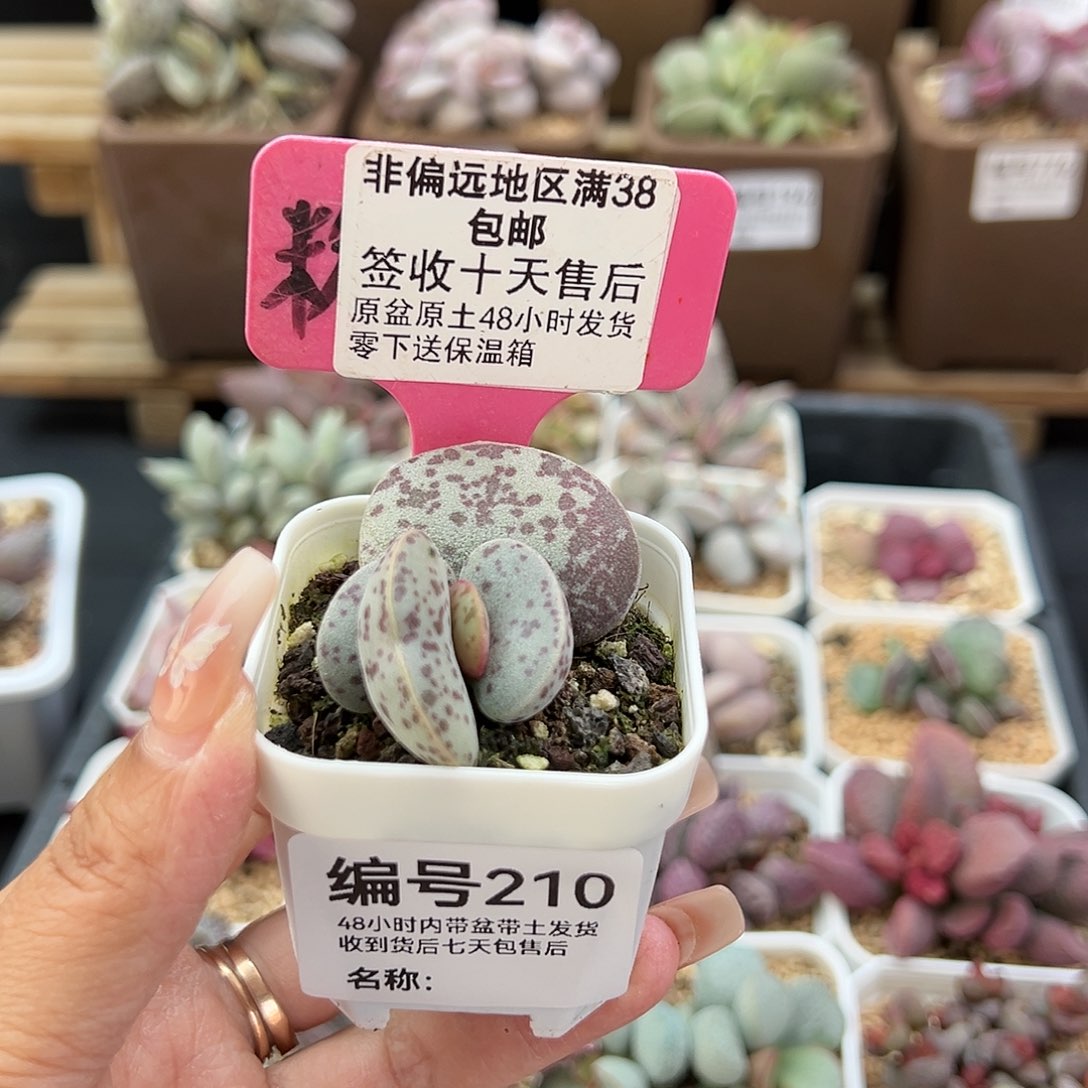 非偏远地区满38
包邮
签收十天售后
原盆原土48小时发货
零下送保温箱
编号210
48小时内带盆带土发货
收到货后七天包售后
名称：